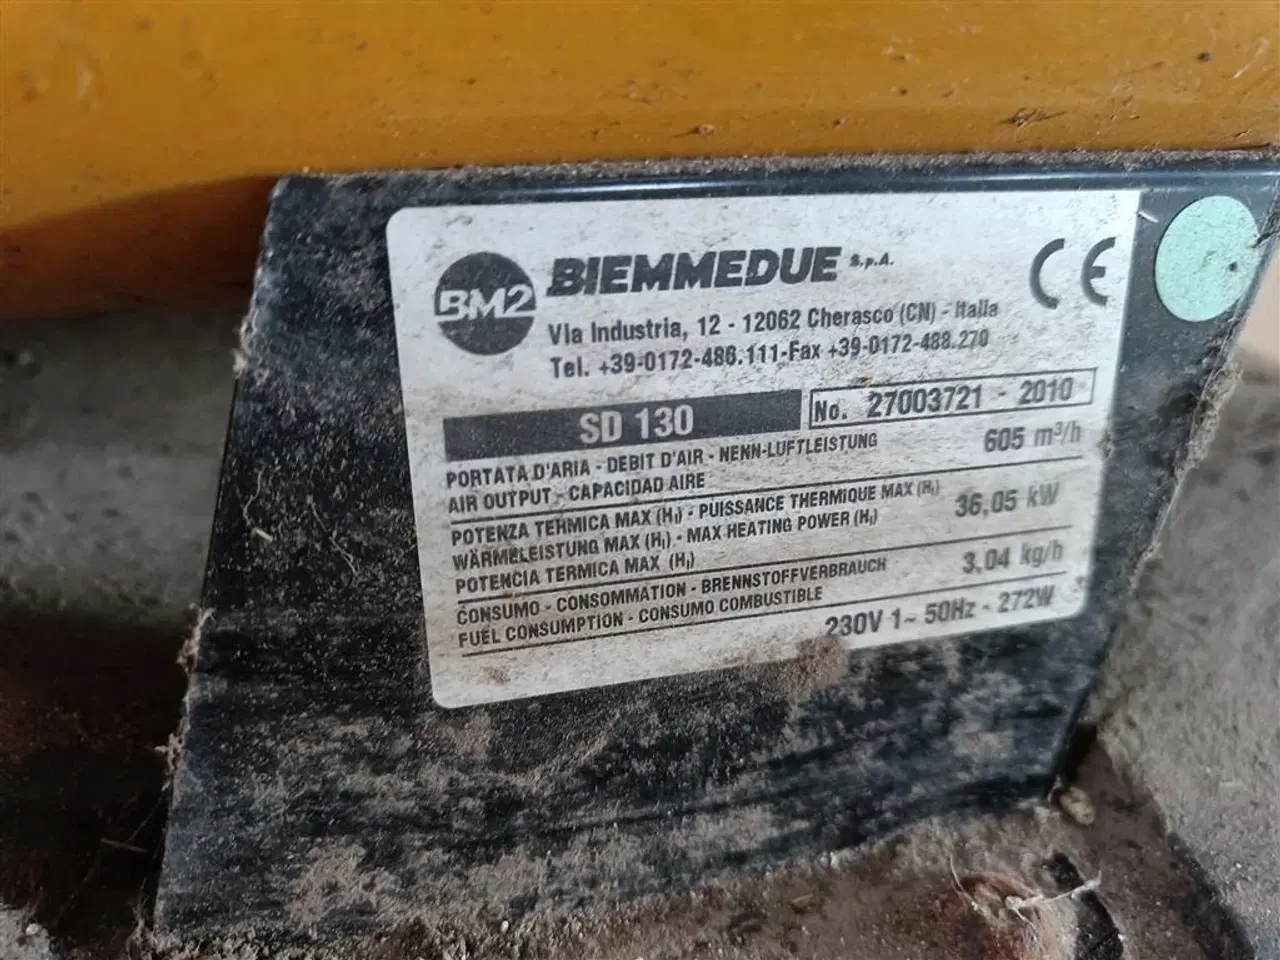 BM2 BIEMMEDUE S.p.A. CE
Via Industria, 12 - 12062 Cherasco (CN) - Italia
Tel. +39-0172-486.111-Fax +39-0172-488.270
SD 130 No. 27003721 - 2010
PORTATA D'ARIA - DEBIT D'AIR - NENN-LUFTLEISTUNG 605 m³/h
AIR OUTPUT - CAPACIDAD AIRE
POTENZA TERMICA MAX (Hᵢ) - PUISSANCE THERMIQUE MAX (Hᵢ) 36,05 kW
WÄRMELEISTUNG MAX (Hᵢ) - MAX HEATING POWER (Hᵢ)
POTENCIA TERMICA MAX (Hᵢ)
CONSUMO - CONSOMMATION - BRENNSTOFFVERBRAUCH 3,04 kg/h
FUEL CONSUMPTION - CONSUMO COMBUSTIBLE
230V 1~ 50Hz - 272W